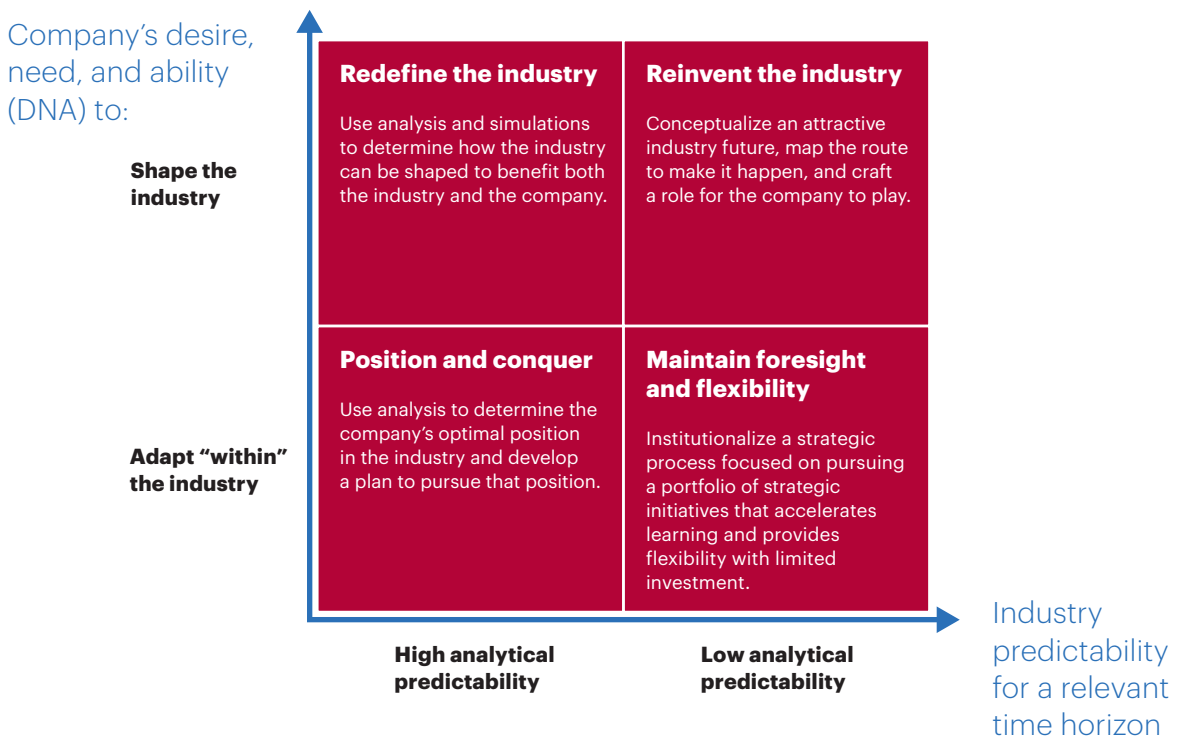 Company’s desire,
need, and ability
(DNA) to:
Shape the
industry
Redefine the industry
Use analysis and simulations
to determine how the industry
can be shaped to benefit both
the industry and the company.
Reinvent the industry
Conceptualize an attractive
industry future, map the route
to make it happen, and craft
a role for the company to play.
Adapt “within”
the industry
Position and conquer
Use analysis to determine the
company’s optimal position
in the industry and develop
a plan to pursue that position.
Maintain foresight
and flexibility
Institutionalize a strategic
process focused on pursuing
a portfolio of strategic
initiatives that accelerates
learning and provides
flexibility with limited
investment.
High analytical
predictability
Low analytical
predictability
Industry
predictability
for a relevant
time horizon